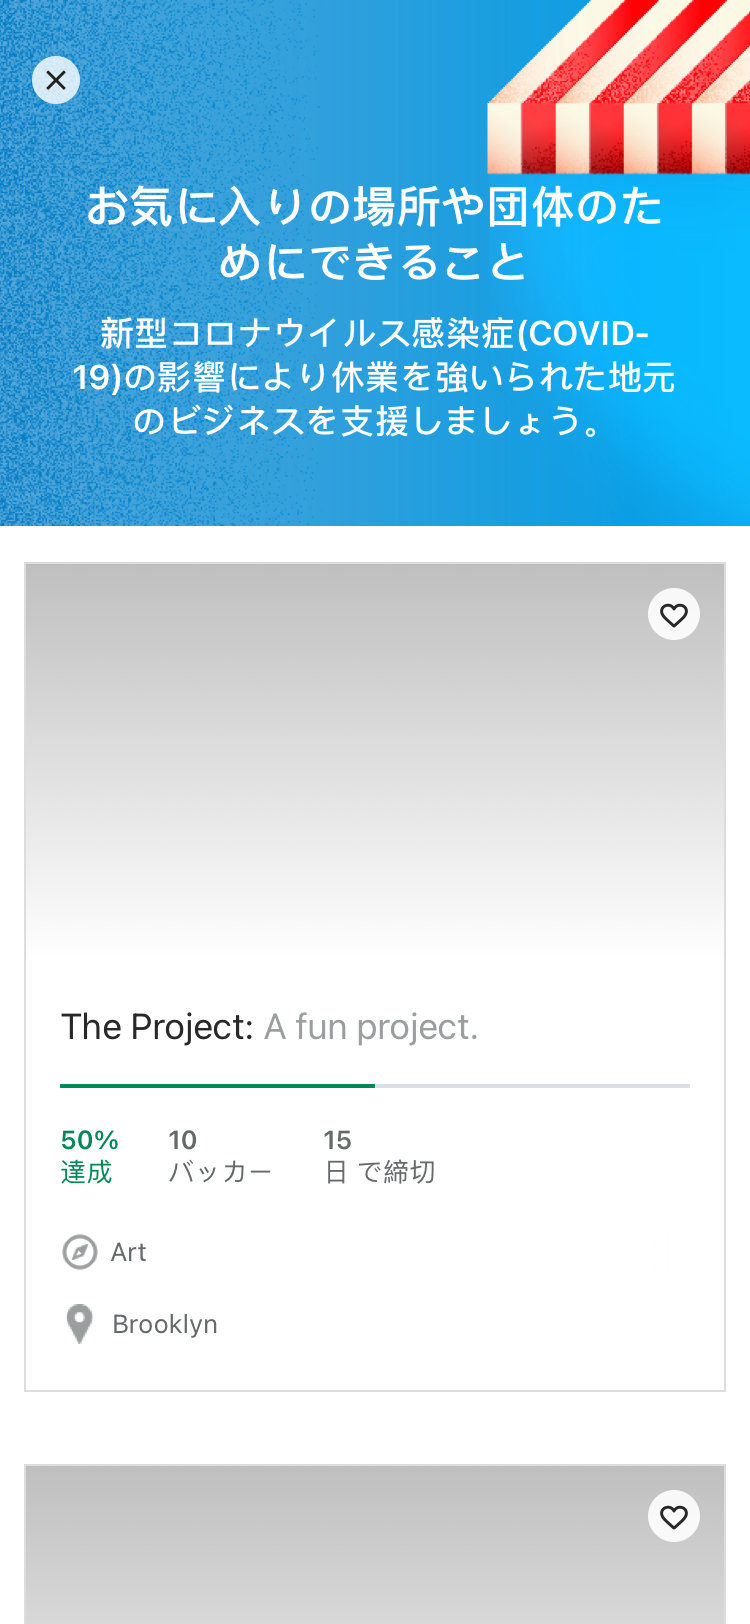 お気に入りの場所や団体のた
めにできること
新型コロナウイルス感染症(COVID-
19)の影響により休業を強いられた地元
のビジネスを支援しましょう。
The Project: A fun project.
50% 10 15
達成 バッカー 日 で締切
Art
Brooklyn